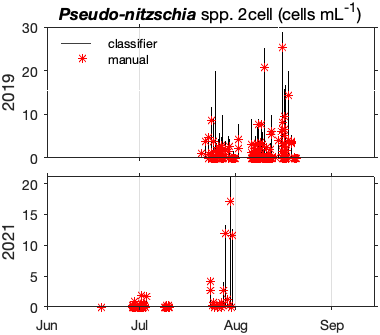 Pseudo-nitzschia spp. 2cell (cells mL-1)
30
classifier
manual
20
2019
10
0
20
15
2021
10
5
0
Jun Jul Aug Sep